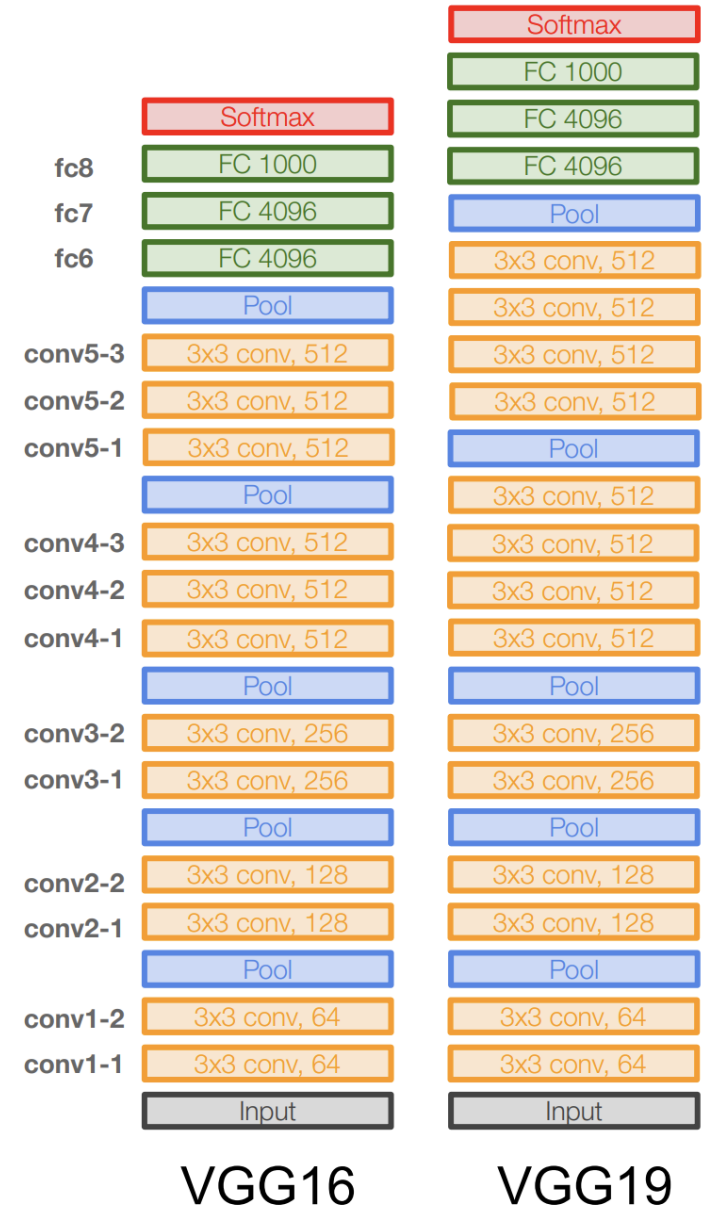 Softmax
FC 1000
Softmax FC 4096
fc8 FC 1000 FC 4096
fc7 FC 4096 Pool
fc6 FC 4096 3x3 conv, 512
Pool 3x3 conv, 512
conv5-3 3x3 conv, 512 3x3 conv, 512
conv5-2 3x3 conv, 512 3x3 conv, 512
conv5-1 3x3 conv, 512 Pool
Pool 3x3 conv, 512
conv4-3 3x3 conv, 512 3x3 conv, 512
conv4-2 3x3 conv, 512 3x3 conv, 512
conv4-1 3x3 conv, 512 3x3 conv, 512
Pool Pool
conv3-2 3x3 conv, 256 3x3 conv, 256
conv3-1 3x3 conv, 256 3x3 conv, 256
Pool Pool
conv2-2 3x3 conv, 128 3x3 conv, 128
conv2-1 3x3 conv, 128 3x3 conv, 128
Pool Pool
conv1-2 3x3 conv, 64 3x3 conv, 64
conv1-1 3x3 conv, 64 3x3 conv, 64
Input Input
VGG16 VGG19